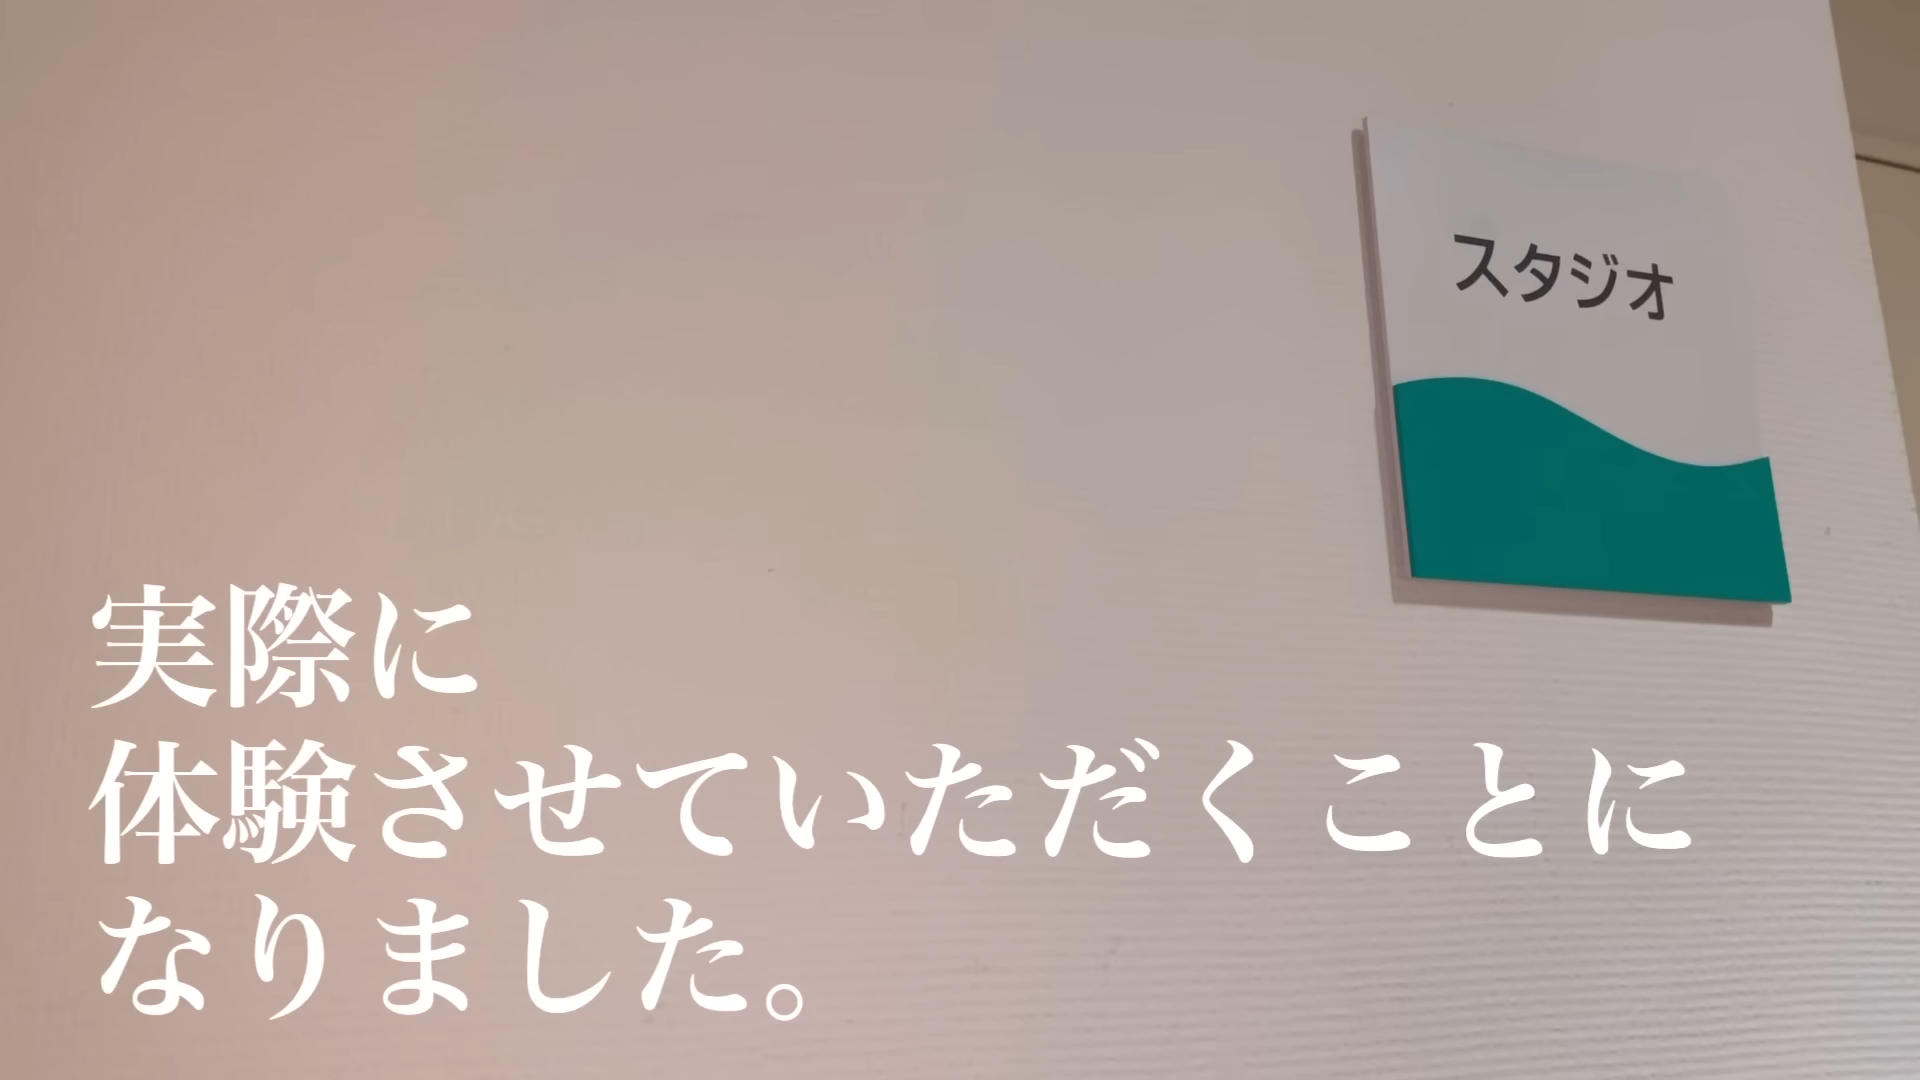 スタジオ
実際に
体験させていただくことに
なりました。